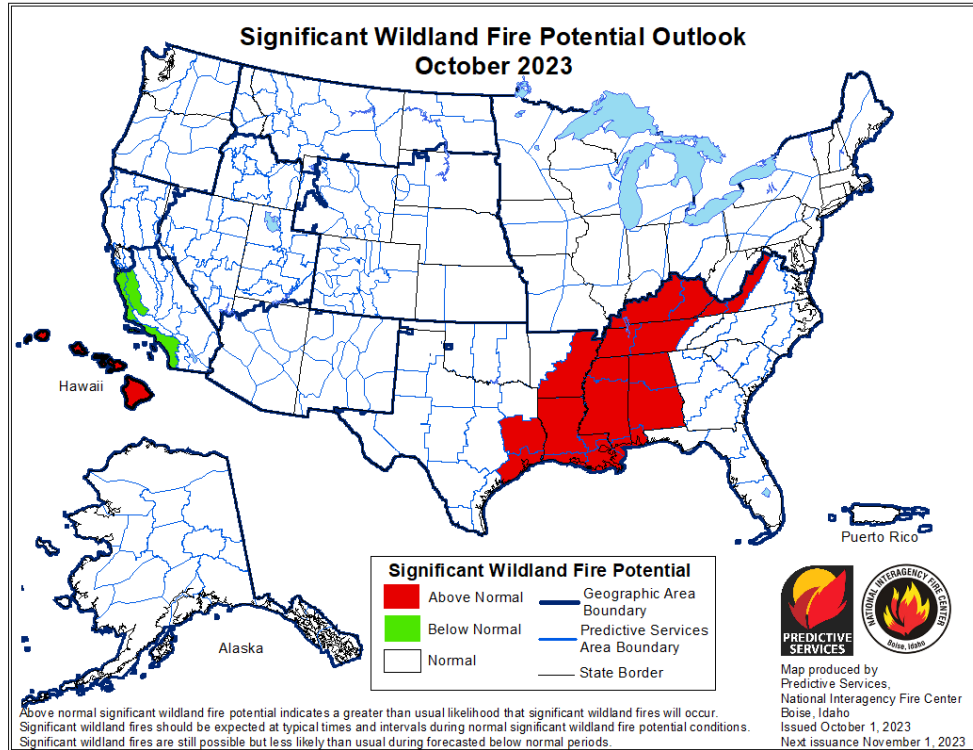 Significant Wildland Fire Potential Outlook
October 2023
Hawaii
Alaska
Puerto Rico
Significant Wildland Fire Potential
Above Normal
Below Normal
Normal
Geographic Area
Boundary
Predictive Services
Area Boundary
State Border
PREDICTIVE
SERVICES
NATIONAL INTERAGENCY FIRE CENTER
Boise, Idaho
Map produced by
Predictive Services,
National Interagency Fire Center
Boise, Idaho
Issued October 1, 2023
Next issuance November 1, 2023
Above normal significant wildland fire potential indicates a greater than usual likelihood that significant wildland fires will occur.
Significant wildland fires should be expected at typical times and intervals during normal significant wildland fire potential conditions.
Significant wildland fires are still possible but less likely than usual during forecasted below normal periods.